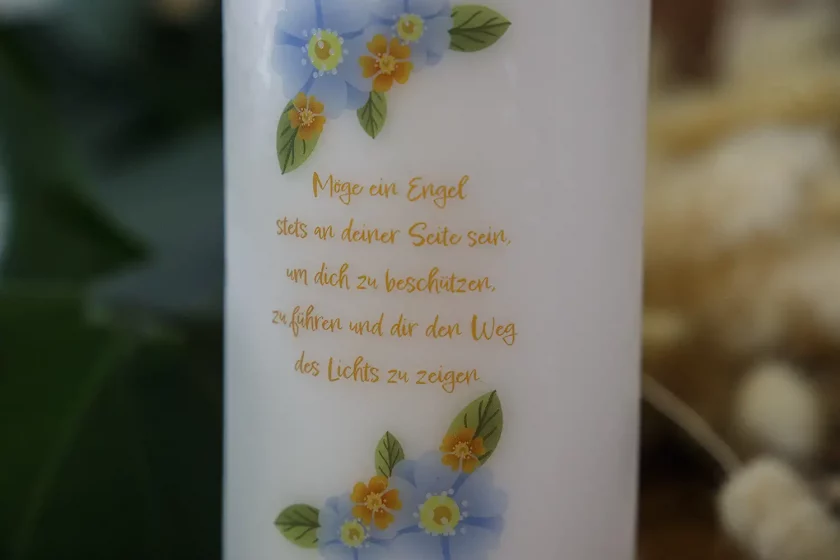 Möge ein Engel
stets an deiner Seite sein,
um dich zu beschützen,
zu führen und dir den Weg
des Lichts zu zeigen